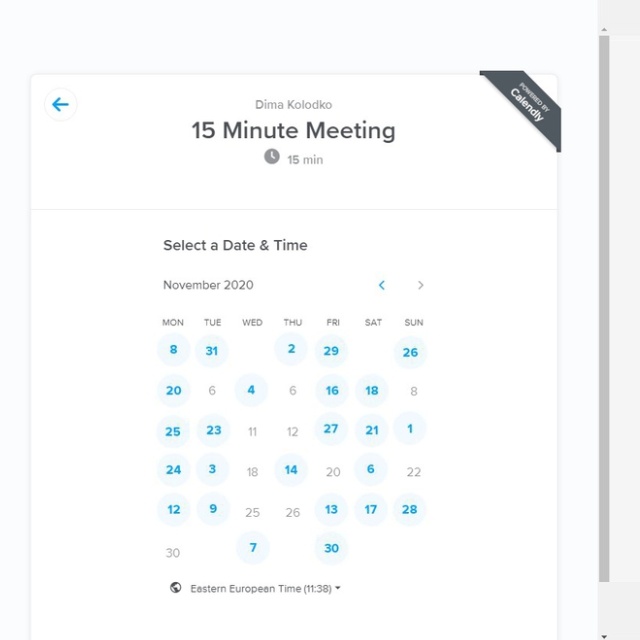 POWERED BY
Calendly
Dima Kolodko
15 Minute Meeting
15 min
Select a Date & Time
November 2020
MON TUE WED THU FRI SAT SUN
8 31 2 29 26
20 6 4 6 16 18 8
25 23 11 12 27 21 1
24 3 18 14 20 6 22
12 9 25 26 13 17 28
30 7 30
Eastern European Time (11:38)